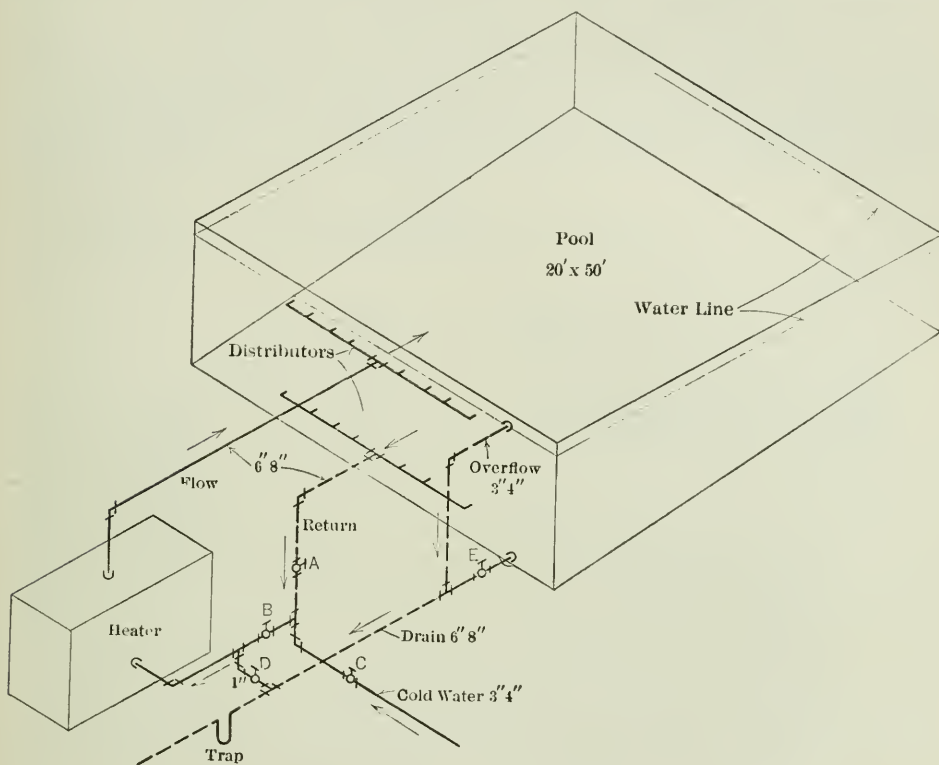 Pool
20' x 50'
Water Line
Distributors
6"8"
Flow
Overflow
3"4"
Return
A
E
B
Heater
Drain 6"8"
D
C
1"
Cold Water 3"4"
Trap